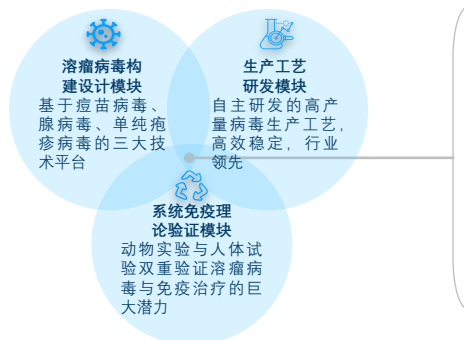 溶瘤病毒构
建设计模块
基于痘苗病毒、
腺病毒、单纯疱
疹病毒的三大技
术平台
生产工艺
研发模块
自主研发的高产
量病毒生产工艺，
高效稳定，行业
领先
系统免疫理
论验证模块
动物实验与人体试
验双重验证溶瘤病
毒与免疫治疗的巨
大潜力